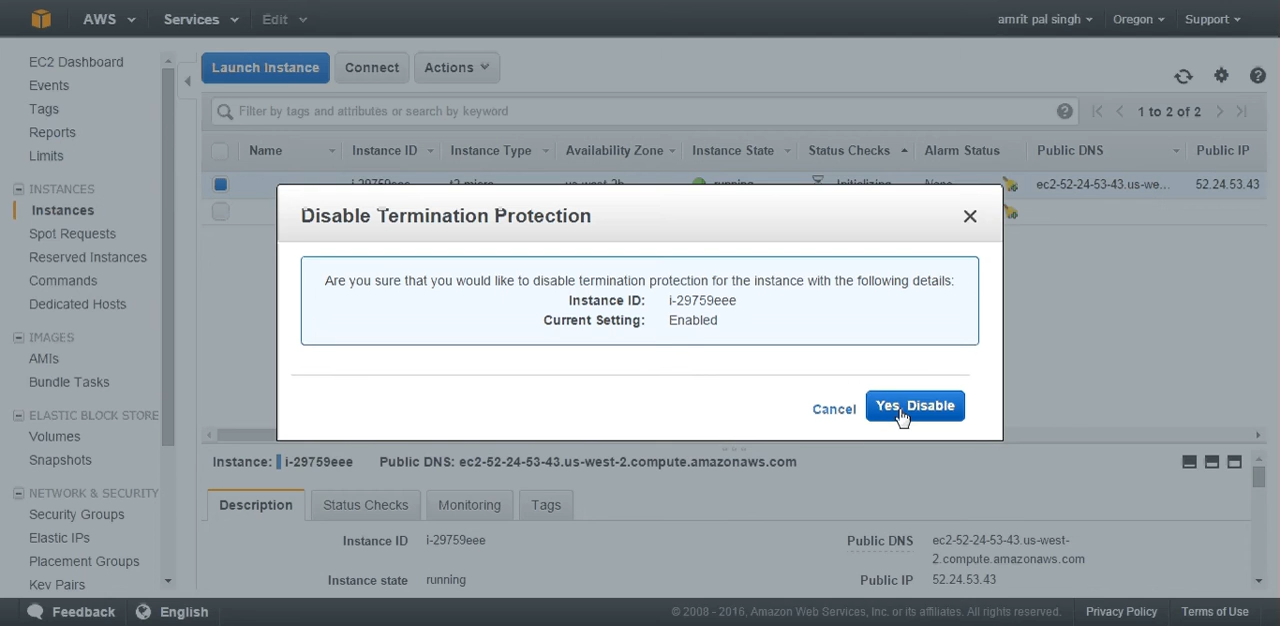 AWS Services Edit amrit pal singh Oregon Support
EC2 Dashboard
Events
Tags
Reports
Limits
INSTANCES
Instances
Spot Requests
Reserved Instances
Commands
Dedicated Hosts
IMAGES
AMIs
Bundle Tasks
ELASTIC BLOCK STORE
Volumes
Snapshots
NETWORK & SECURITY
Security Groups
Elastic IPs
Placement Groups
Key Pairs
Launch Instance Connect Actions
Filter by tags and attributes or search by keyword 1 to 2 of 2
Name Instance ID Instance Type Availability Zone Instance State Status Checks Alarm Status Public DNS Public IP
i-29759eee t2.micro us-west-2b running Initializing None ec2-52-24-53-43.us-we... 52.24.53.43
Disable Termination Protection
Are you sure that you would like to disable termination protection for the instance with the following details:
Instance ID: i-29759eee
Current Setting: Enabled
Cancel Yes, Disable
Instance: i-29759eee Public DNS: ec2-52-24-53-43.us-west-2.compute.amazonaws.com
Description Status Checks Monitoring Tags
Instance ID i-29759eee Public DNS ec2-52-24-53-43.us-west-
2.compute.amazonaws.com
Instance state running Public IP 52.24.53.43
Feedback English © 2008 - 2016, Amazon Web Services, Inc. or its affiliates. All rights reserved. Privacy Policy Terms of Use